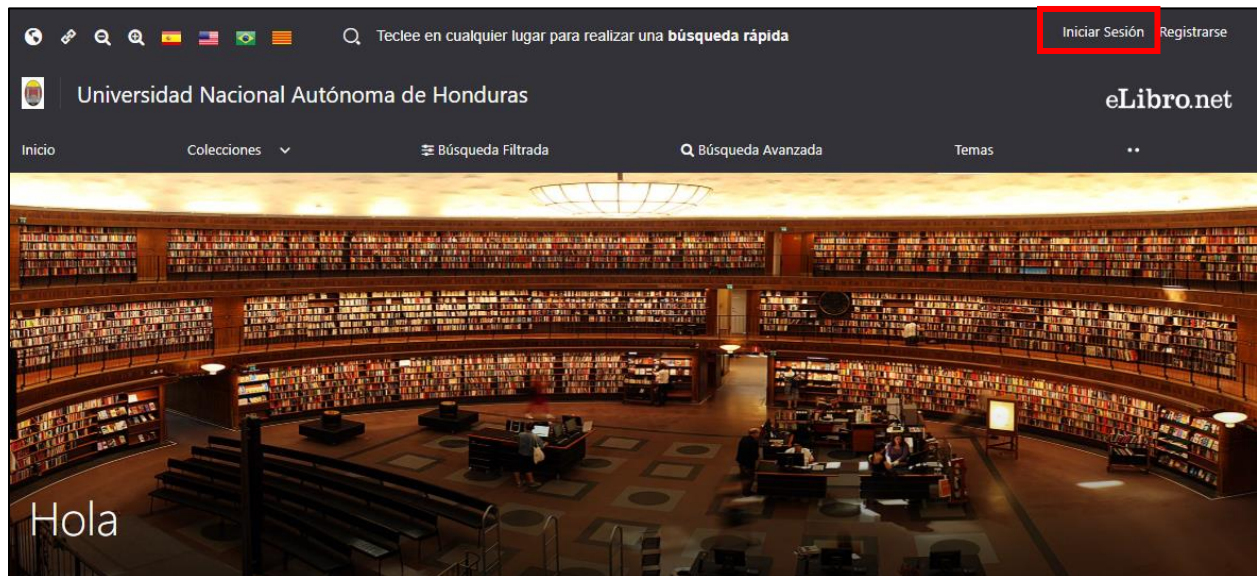 Teclee en cualquier lugar para realizar una búsqueda rápida
Iniciar Sesión Registrarse
Universidad Nacional Autónoma de Honduras
eLibro.net
Inicio Colecciones Búsqueda Filtrada Búsqueda Avanzada Temas ••
Hola